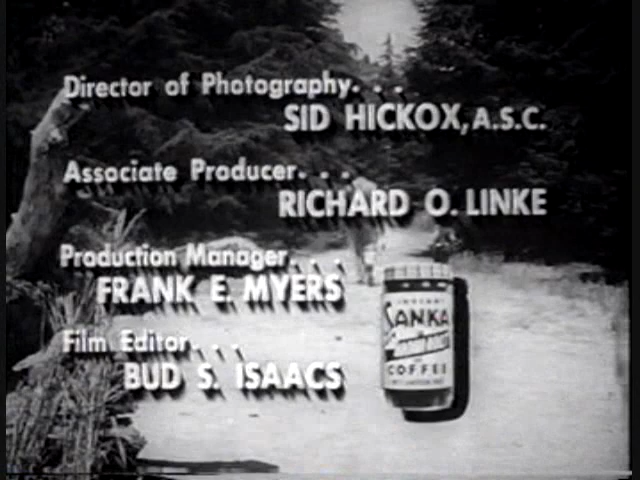 Director of Photography. . .
SID HICKOX, A.S.C.
Associate Producer. . .
RICHARD O. LINKE
Production Manager. . .
FRANK E. MYERS
Film Editor. . .
BUD S. ISAACS
INSTANT
SANKA
COFFEE